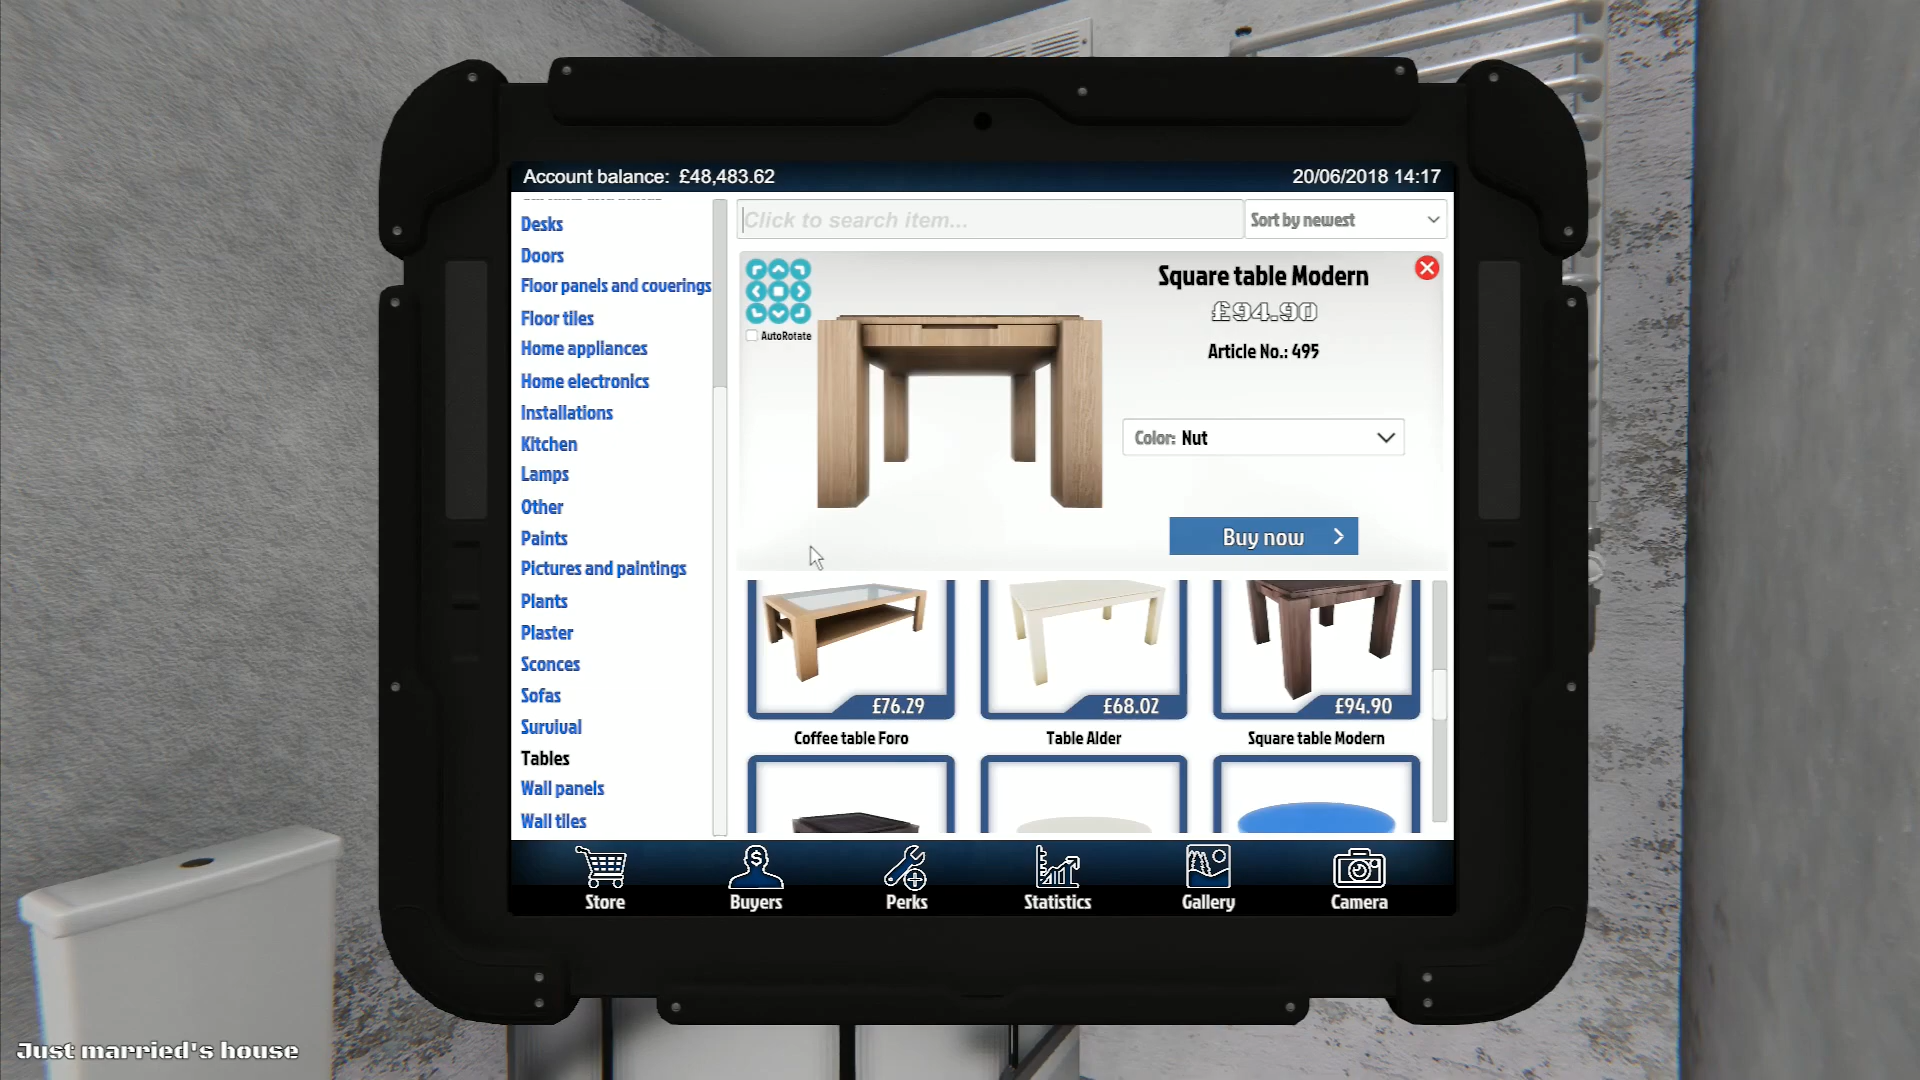 Account balance: £48,483.62
20/06/2018 14:17
Desks
Doors
Floor panels and coverings
Floor tiles
Home appliances
Home electronics
Installations
Kitchen
Lamps
Other
Paints
Pictures and paintings
Plants
Plaster
Sconces
Sofas
Survival
Tables
Wall panels
Wall tiles
Click to search item...
Sort by newest
AutoRotate
Square table Modern
£94.90
Article No.: 495
Color: Nut
Buy now
£76.29
£68.02
£94.90
Coffee table Foro
Table Alder
Square table Modern
Store
Buyers
Perks
Statistics
Gallery
Camera
Just married's house